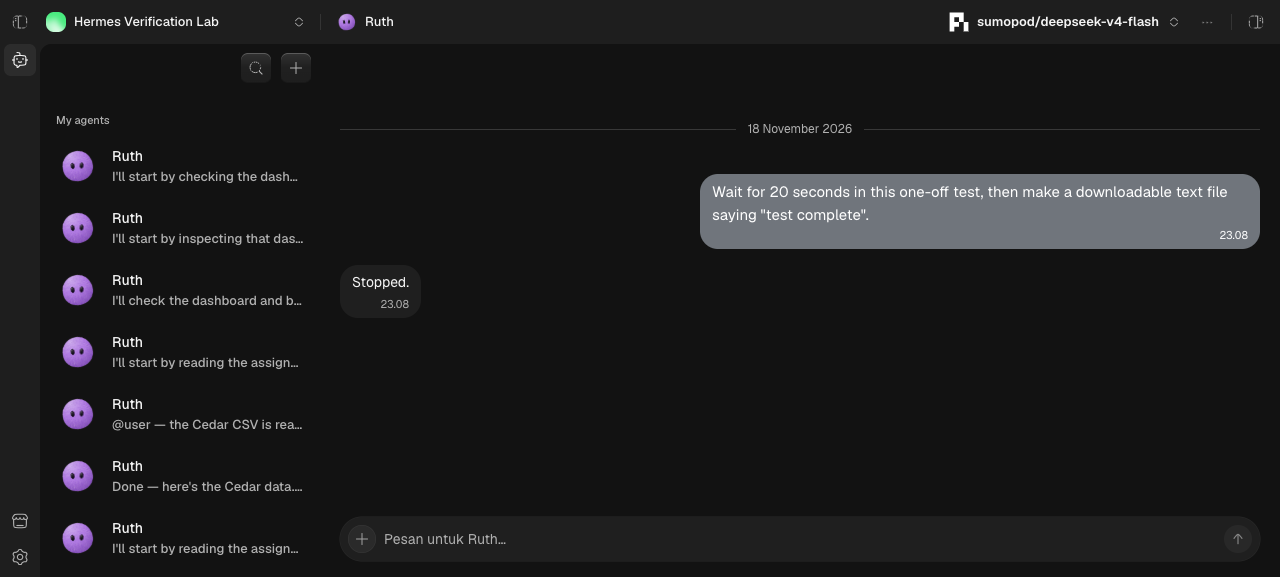 Hermes Verification Lab
Ruth
sumopod/deepseek-v4-flash
My agents
Ruth
I'll start by checking the dash...
Ruth
I'll start by inspecting that das...
Ruth
I'll check the dashboard and b...
Ruth
I'll start by reading the assign...
Ruth
@user — the Cedar CSV is rea...
Ruth
Done — here's the Cedar data....
Ruth
I'll start by reading the assign...
18 November 2026
Wait for 20 seconds in this one-off test, then make a downloadable text file
saying "test complete".
23.08
Stopped.
23.08
Pesan untuk Ruth...